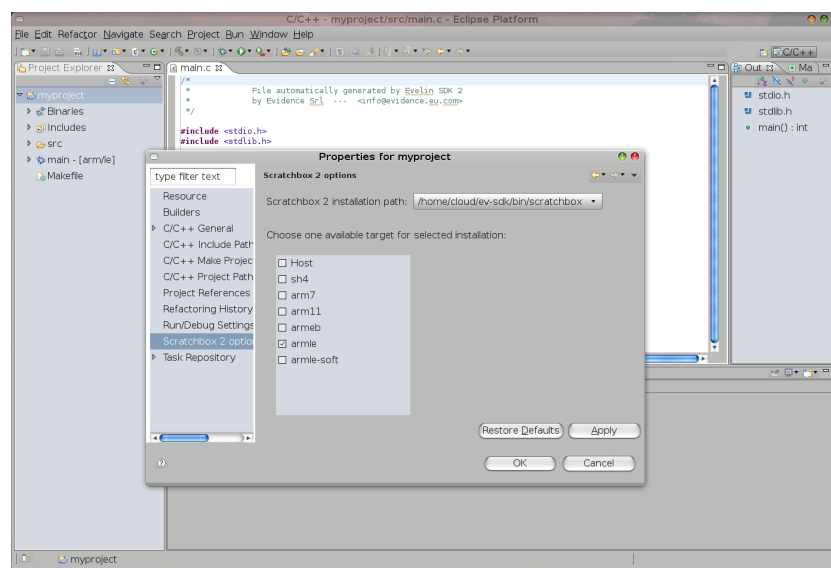 C/C++ - myproject/src/main.c - Eclipse Platform
File Edit Refactor Navigate Search Project Run Window Help
C/C++
Project Explorer
myproject
Binaries
Includes
src
main - [arm/le]
Makefile
main.c
/*
* File automatically generated by Evelin SDK 2
* by Evidence Srl --- <info@evidence.eu.com>
*/
#include <stdio.h>
#include <stdlib.h>
Out
Ma
stdio.h
stdlib.h
main() : int
Properties for myproject
type filter text
Resource
Builders
C/C++ General
C/C++ Include Path
C/C++ Make Projec
C/C++ Project Path
Project References
Refactoring History
Run/Debug Settings
Scratchbox 2 optio
Task Repository
Scratchbox 2 options
Scratchbox 2 installation path: /home/cloud/ev-sdk/bin/scratchbox
Choose one available target for selected installation:
Host
sh4
arm7
arm11
armeb
armle
armle-soft
Restore Defaults Apply
OK Cancel
myproject